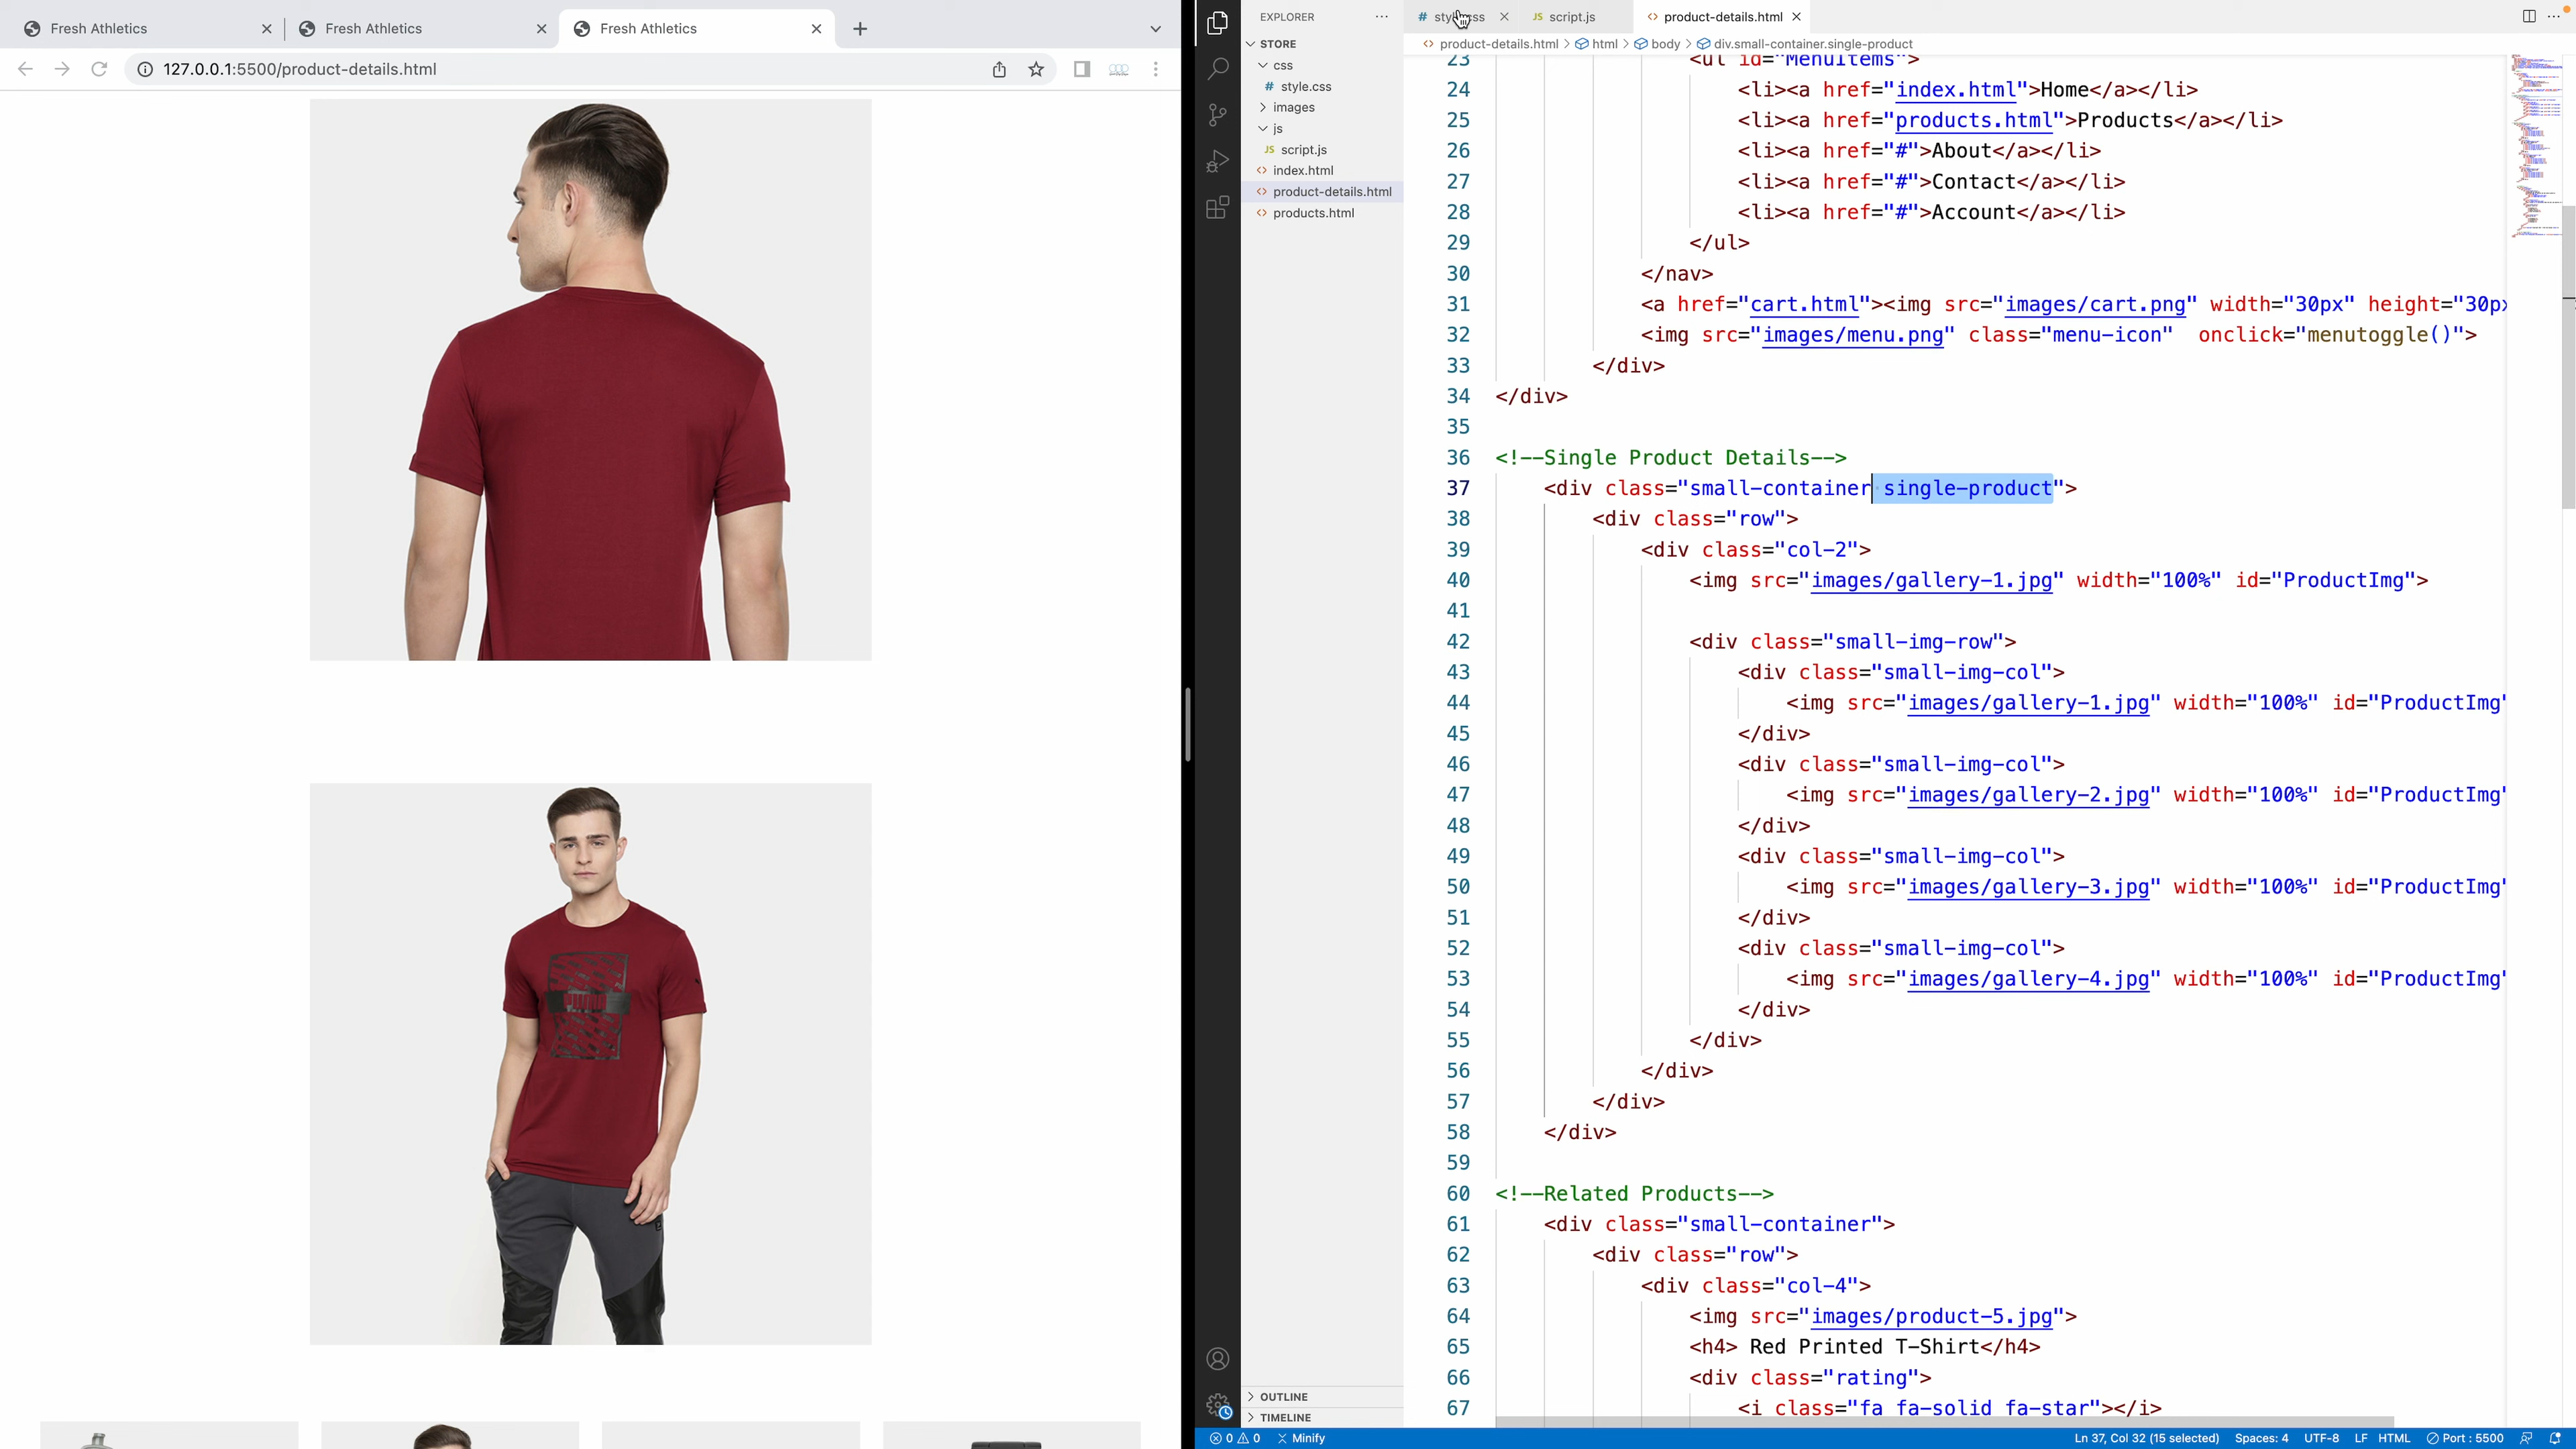 Fresh Athletics
Fresh Athletics
Fresh Athletics
127.0.0.1:5500/product-details.html
EXPLORER
STORE
css
# style.css
images
js
JS script.js
<> index.html
<> product-details.html
<> products.html
OUTLINE
TIMELINE
JS script.js
<> product-details.html
<> product-details.html > html > body > div.small-container.single-product
23 <ul id="MenuItems">
24 <li><a href="index.html">Home</a></li>
25 <li><a href="products.html">Products</a></li>
26 <li><a href="#">About</a></li>
27 <li><a href="#">Contact</a></li>
28 <li><a href="#">Account</a></li>
29 </ul>
30 </nav>
31 <a href="cart.html"><img src="images/cart.png" width="30px" height="30px
32 <img src="images/menu.png" class="menu-icon"  onclick="menutoggle()">
33 </div>
34 </div>
35
36 <!--Single Product Details-->
37 <div class="small-container single-product">
38 <div class="row">
39 <div class="col-2">
40 <img src="images/gallery-1.jpg" width="100%" id="ProductImg">
41
42 <div class="small-img-row">
43 <div class="small-img-col">
44 <img src="images/gallery-1.jpg" width="100%" id="ProductImg"
45 </div>
46 <div class="small-img-col">
47 <img src="images/gallery-2.jpg" width="100%" id="ProductImg"
48 </div>
49 <div class="small-img-col">
50 <img src="images/gallery-3.jpg" width="100%" id="ProductImg"
51 </div>
52 <div class="small-img-col">
53 <img src="images/gallery-4.jpg" width="100%" id="ProductImg"
54 </div>
55 </div>
56 </div>
57 </div>
58 </div>
59
60 <!--Related Products-->
61 <div class="small-container">
62 <div class="row">
63 <div class="col-4">
64 <img src="images/product-5.jpg">
65 <h4> Red Printed T-Shirt</h4>
66 <div class="rating">
67 <i class="fa fa-solid fa-star"></i>
0 0 Minify
Ln 37, Col 32 (15 selected) Spaces: 4 UTF-8 LF HTML Port : 5500